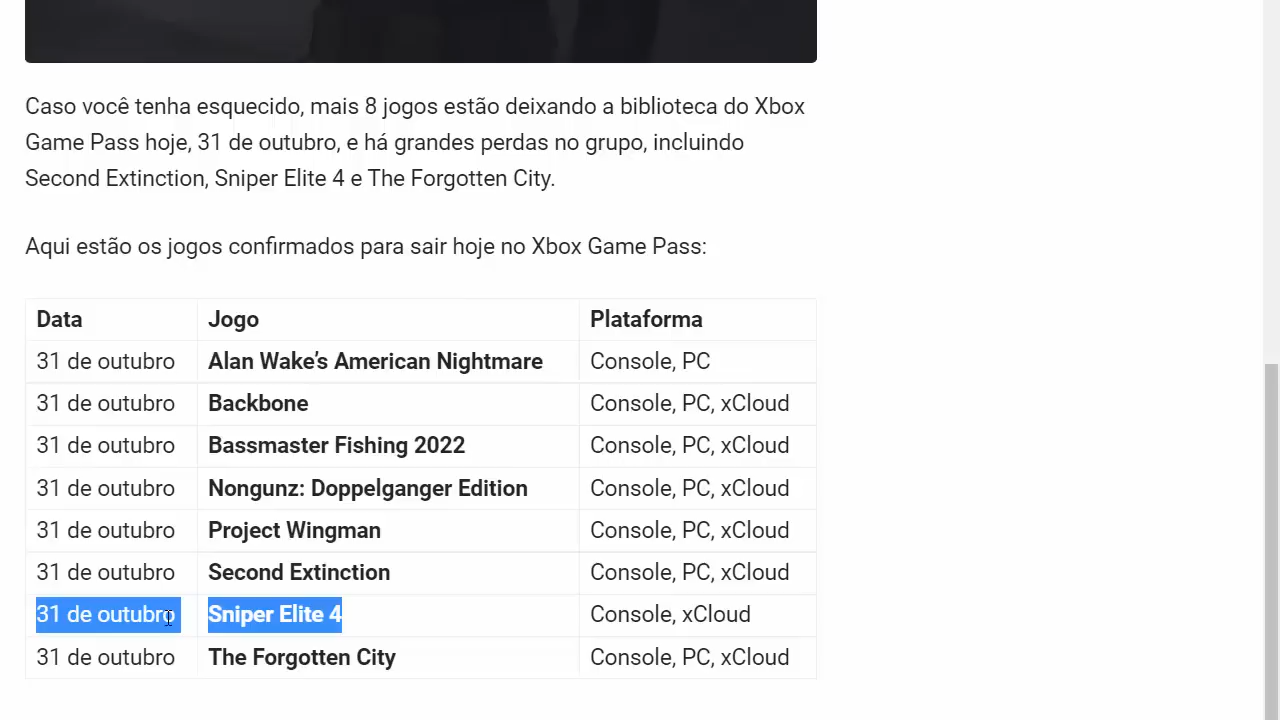 Caso você tenha esquecido, mais 8 jogos estão deixando a biblioteca do Xbox
Game Pass hoje, 31 de outubro, e há grandes perdas no grupo, incluindo
Second Extinction, Sniper Elite 4 e The Forgotten City.
Aqui estão os jogos confirmados para sair hoje no Xbox Game Pass:
Data Jogo Plataforma
31 de outubro Alan Wake’s American Nightmare Console, PC
31 de outubro Backbone Console, PC, xCloud
31 de outubro Bassmaster Fishing 2022 Console, PC, xCloud
31 de outubro Nongunz: Doppelganger Edition Console, PC, xCloud
31 de outubro Project Wingman Console, PC, xCloud
31 de outubro Second Extinction Console, PC, xCloud
31 de outubro Sniper Elite 4 Console, xCloud
31 de outubro The Forgotten City Console, PC, xCloud